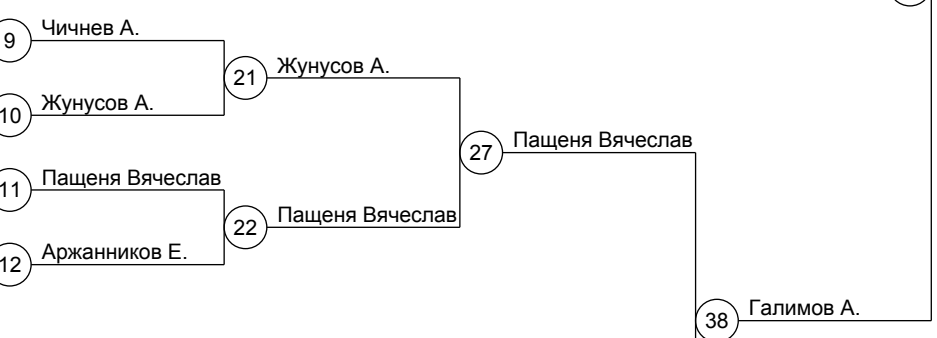 9 Чичнев А.
21 Жунусов А.
10 Жунусов А.
27 Пащеня Вячеслав
11 Пащеня Вячеслав
22 Пащеня Вячеслав
12 Аржанников Е.
38 Галимов А.